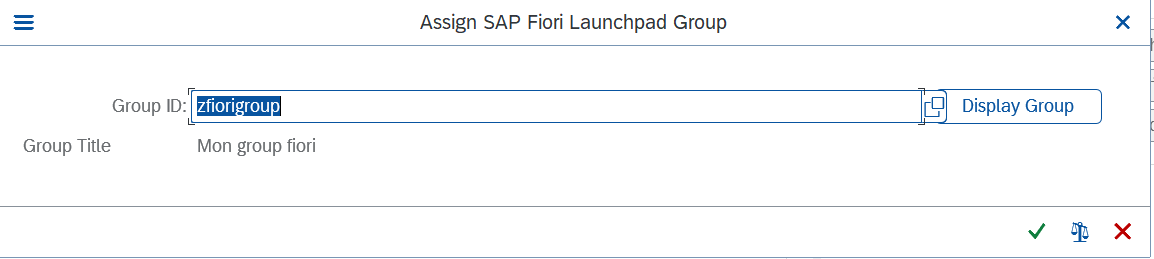 Assign SAP Fiori Launchpad Group
Group ID: zfiorigroup Display Group
Group Title Mon group fiori